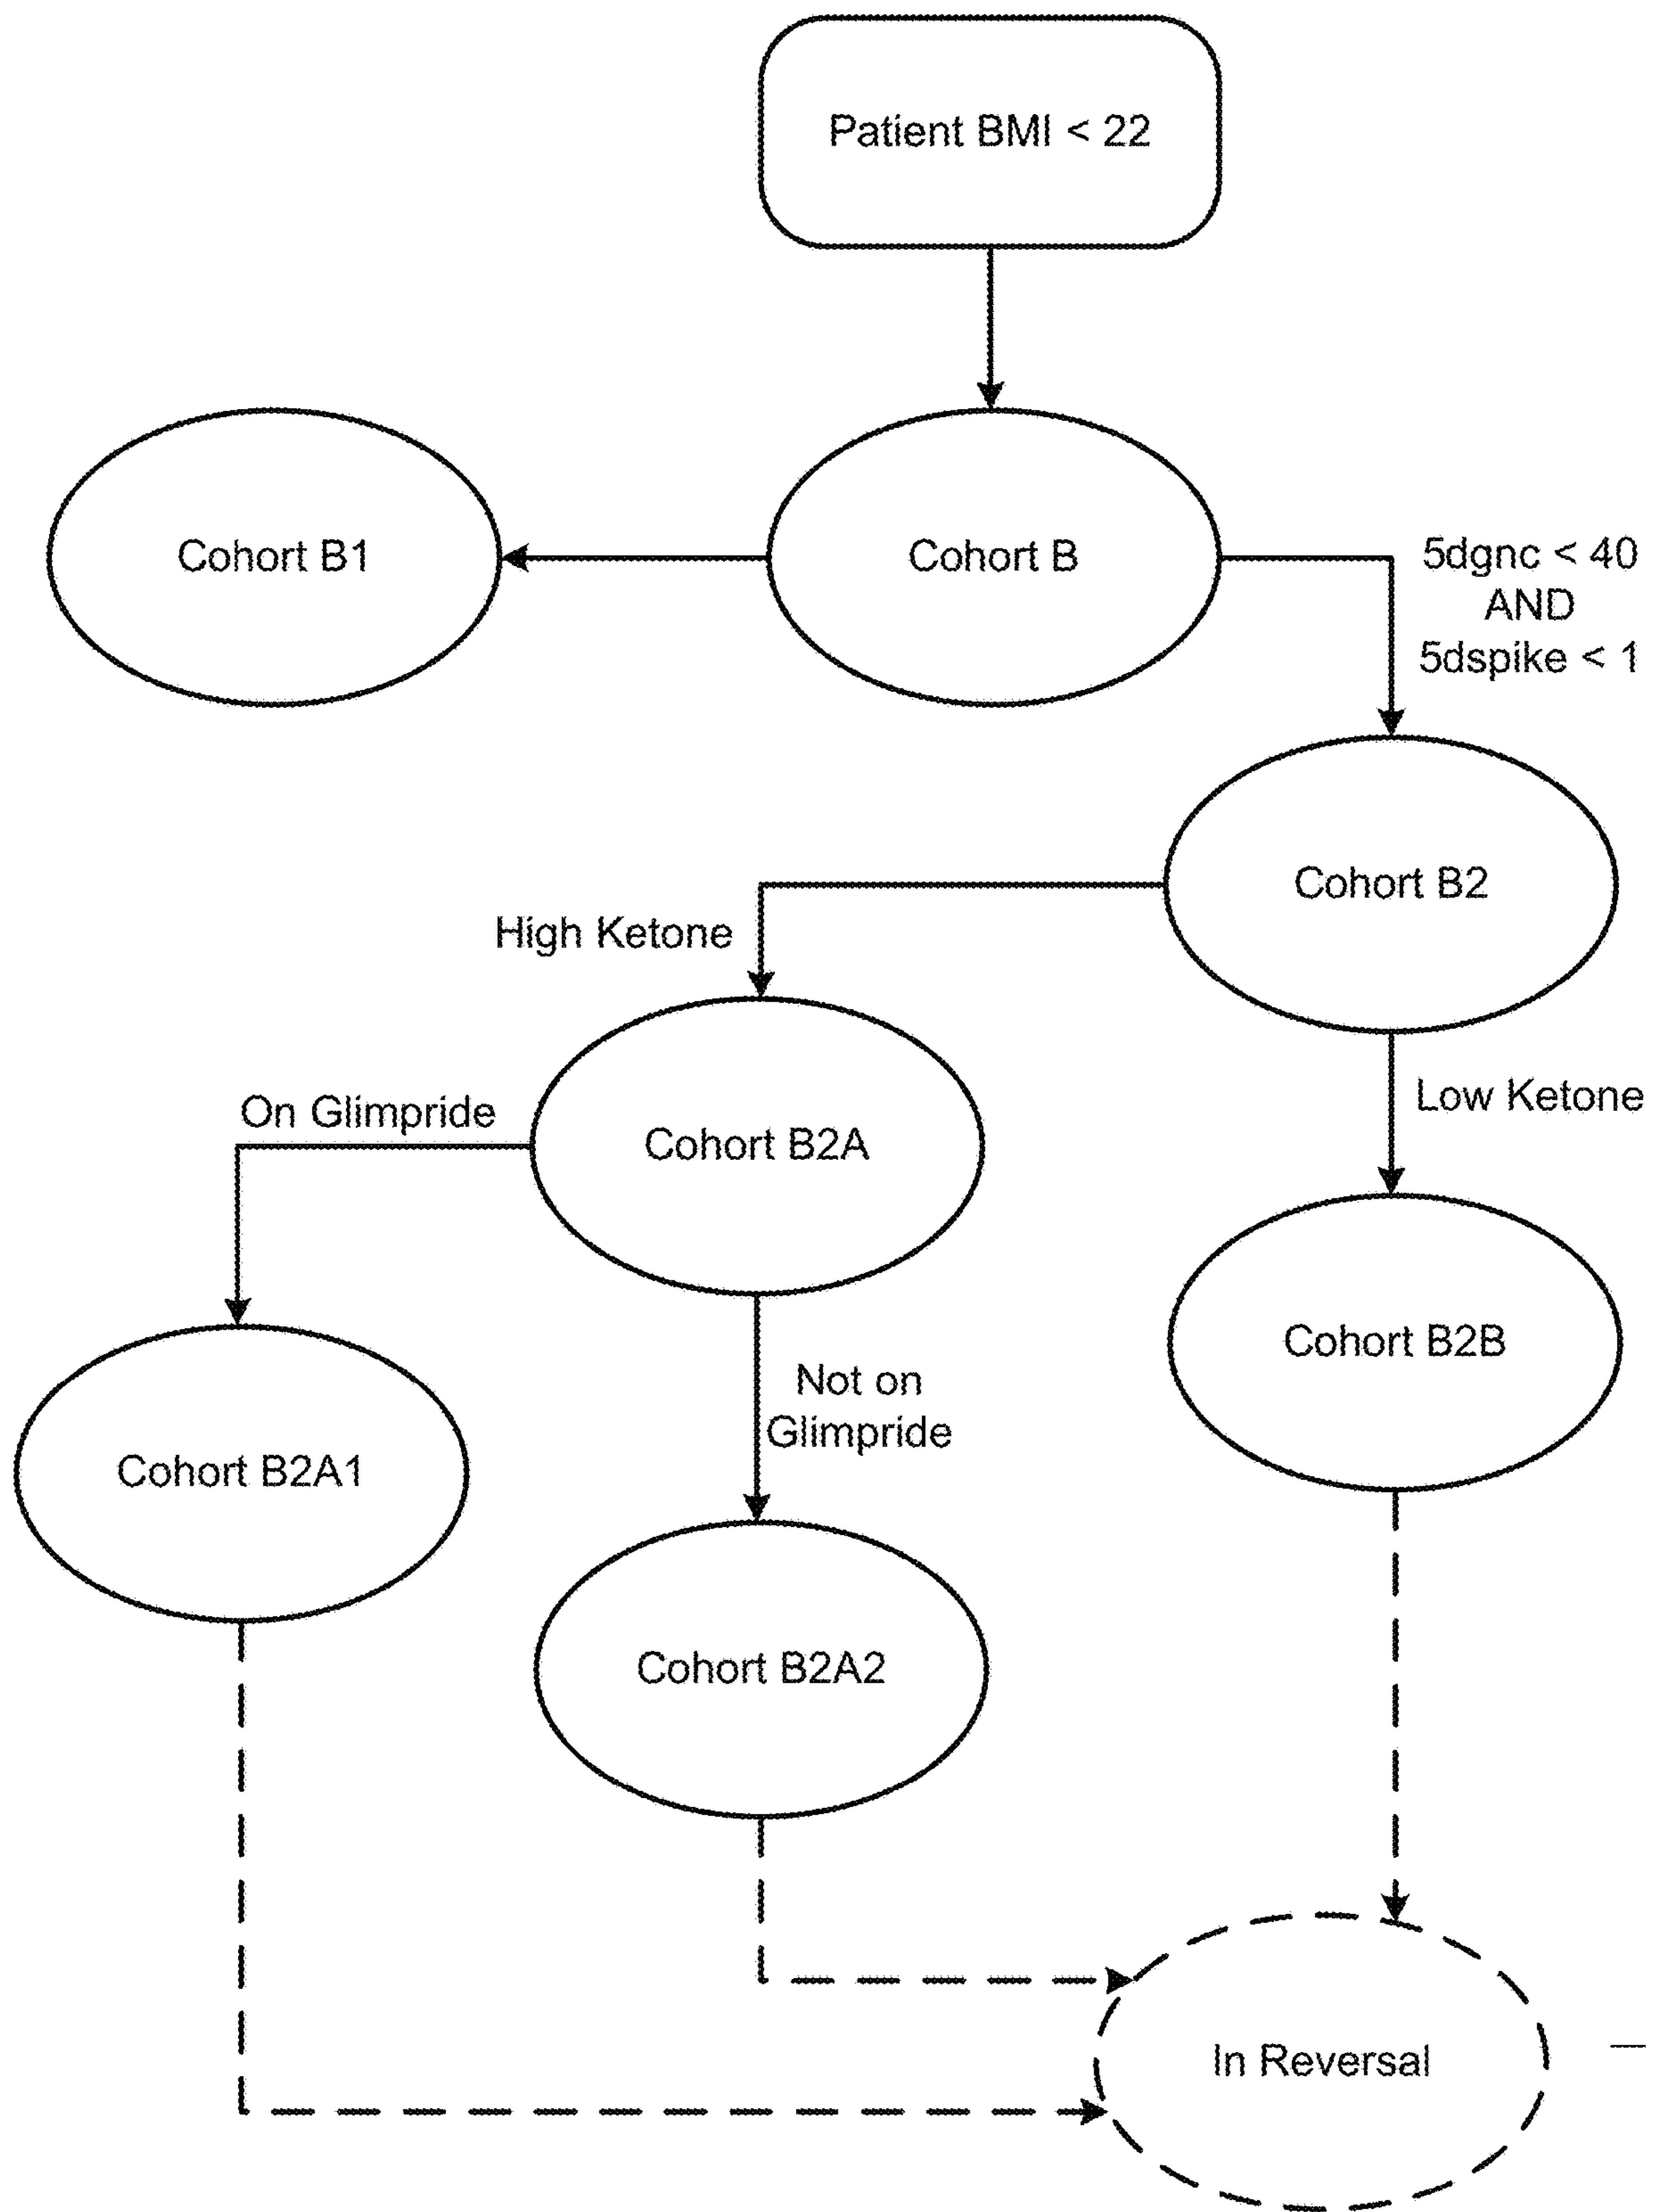 Patient BMI < 22
Cohort B1
Cohort B
5dgnc < 40
AND
5dspike < 1
Cohort B2
High Ketone
Low Ketone
On Glimpride
Cohort B2A
Cohort B2B
Not on
Glimpride
Cohort B2A1
Cohort B2A2
In Reversal